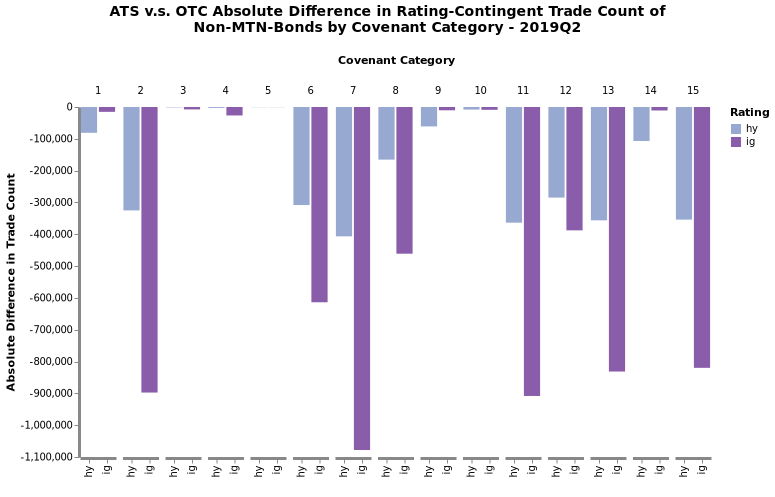 ATS v.s. OTC Absolute Difference in Rating-Contingent Trade Count of
Non-MTN-Bonds by Covenant Category - 2019Q2
Covenant Category
1 2 3 4 5 6 7 8 9 10 11 12 13 14 15
Rating
hy
ig
Absolute Difference in Trade Count
0
-100,000
-200,000
-300,000
-400,000
-500,000
-600,000
-700,000
-800,000
-900,000
-1,000,000
-1,100,000
hy ig hy ig hy ig hy ig hy ig hy ig hy ig hy ig hy ig hy ig hy ig hy ig hy ig hy ig hy ig